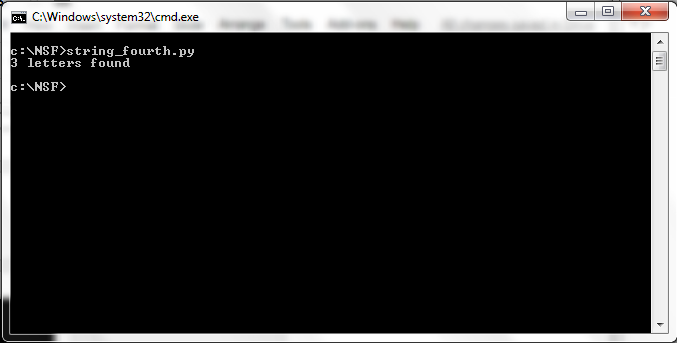 C:\Windows\system32\cmd.exe
c:\NSF>string_fourth.py
3 letters found
c:\NSF>